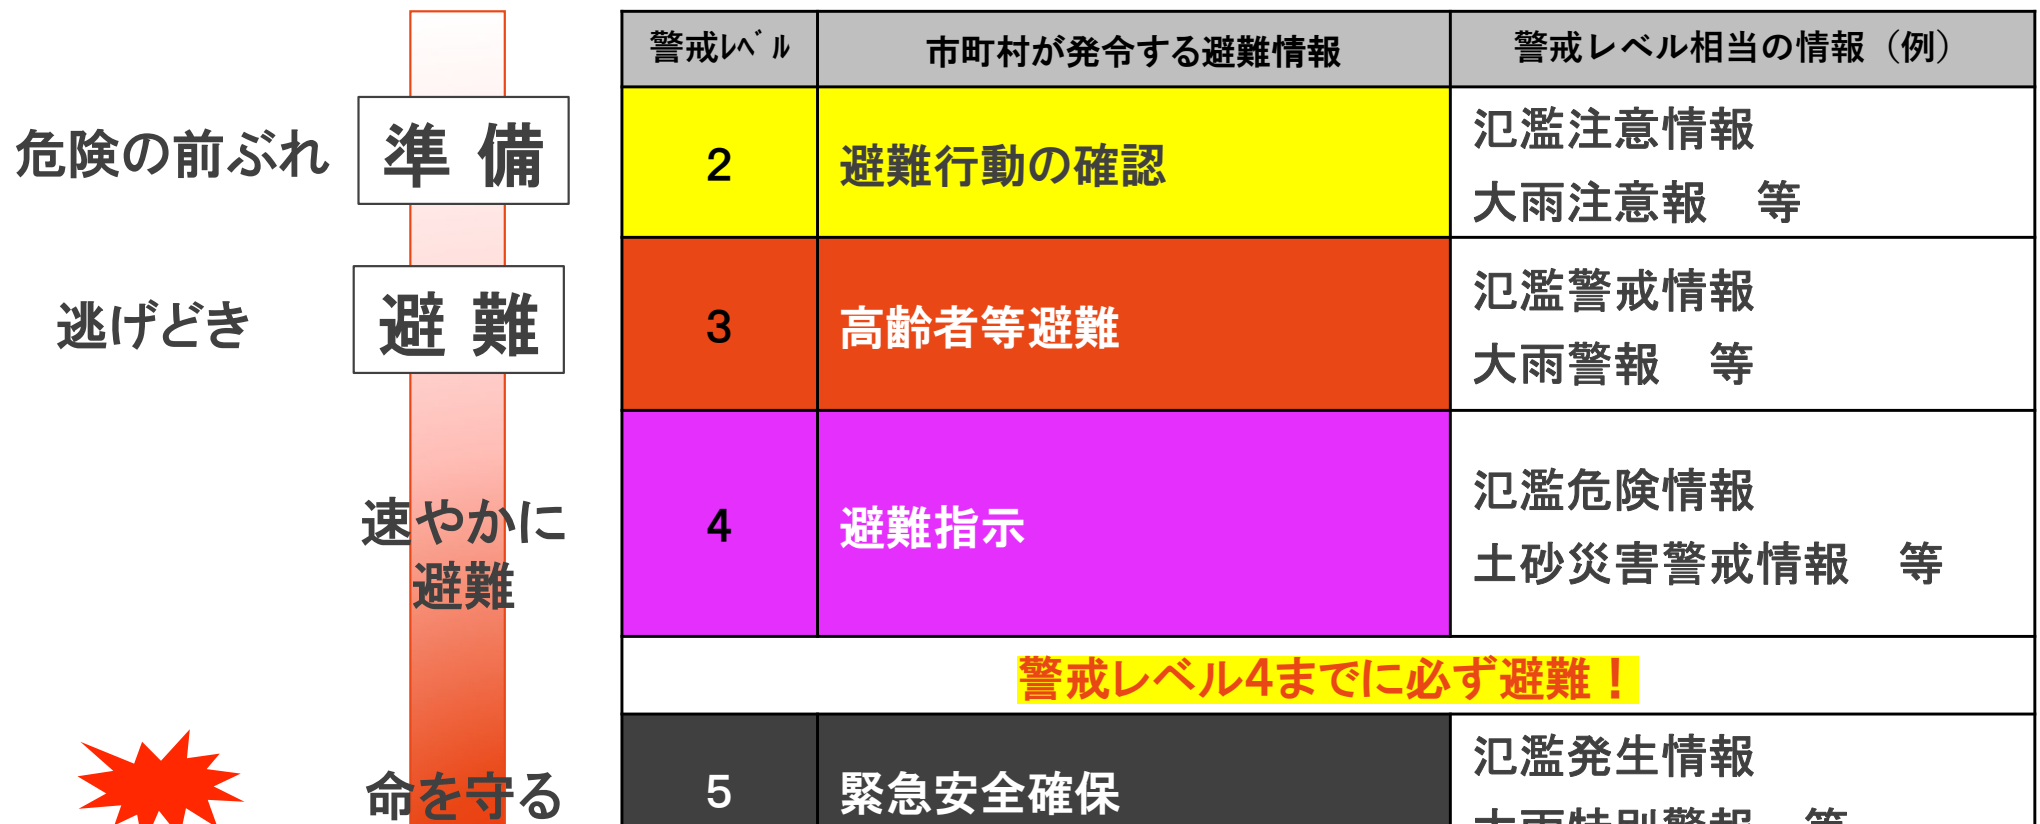 警戒ﾚﾍﾞﾙ 市町村が発令する避難情報 警戒レベル相当の情報（例）
危険の前ぶれ 準 備 2 避難行動の確認 氾濫注意情報
大雨注意報　等
逃げどき 避 難 3 高齢者等避難 氾濫警戒情報
大雨警報　等
速やかに
避難
4 避難指示 氾濫危険情報
土砂災害警戒情報　等
警戒レベル4までに必ず避難！
命を守る 5 緊急安全確保 氾濫発生情報
大雨特別警報　等